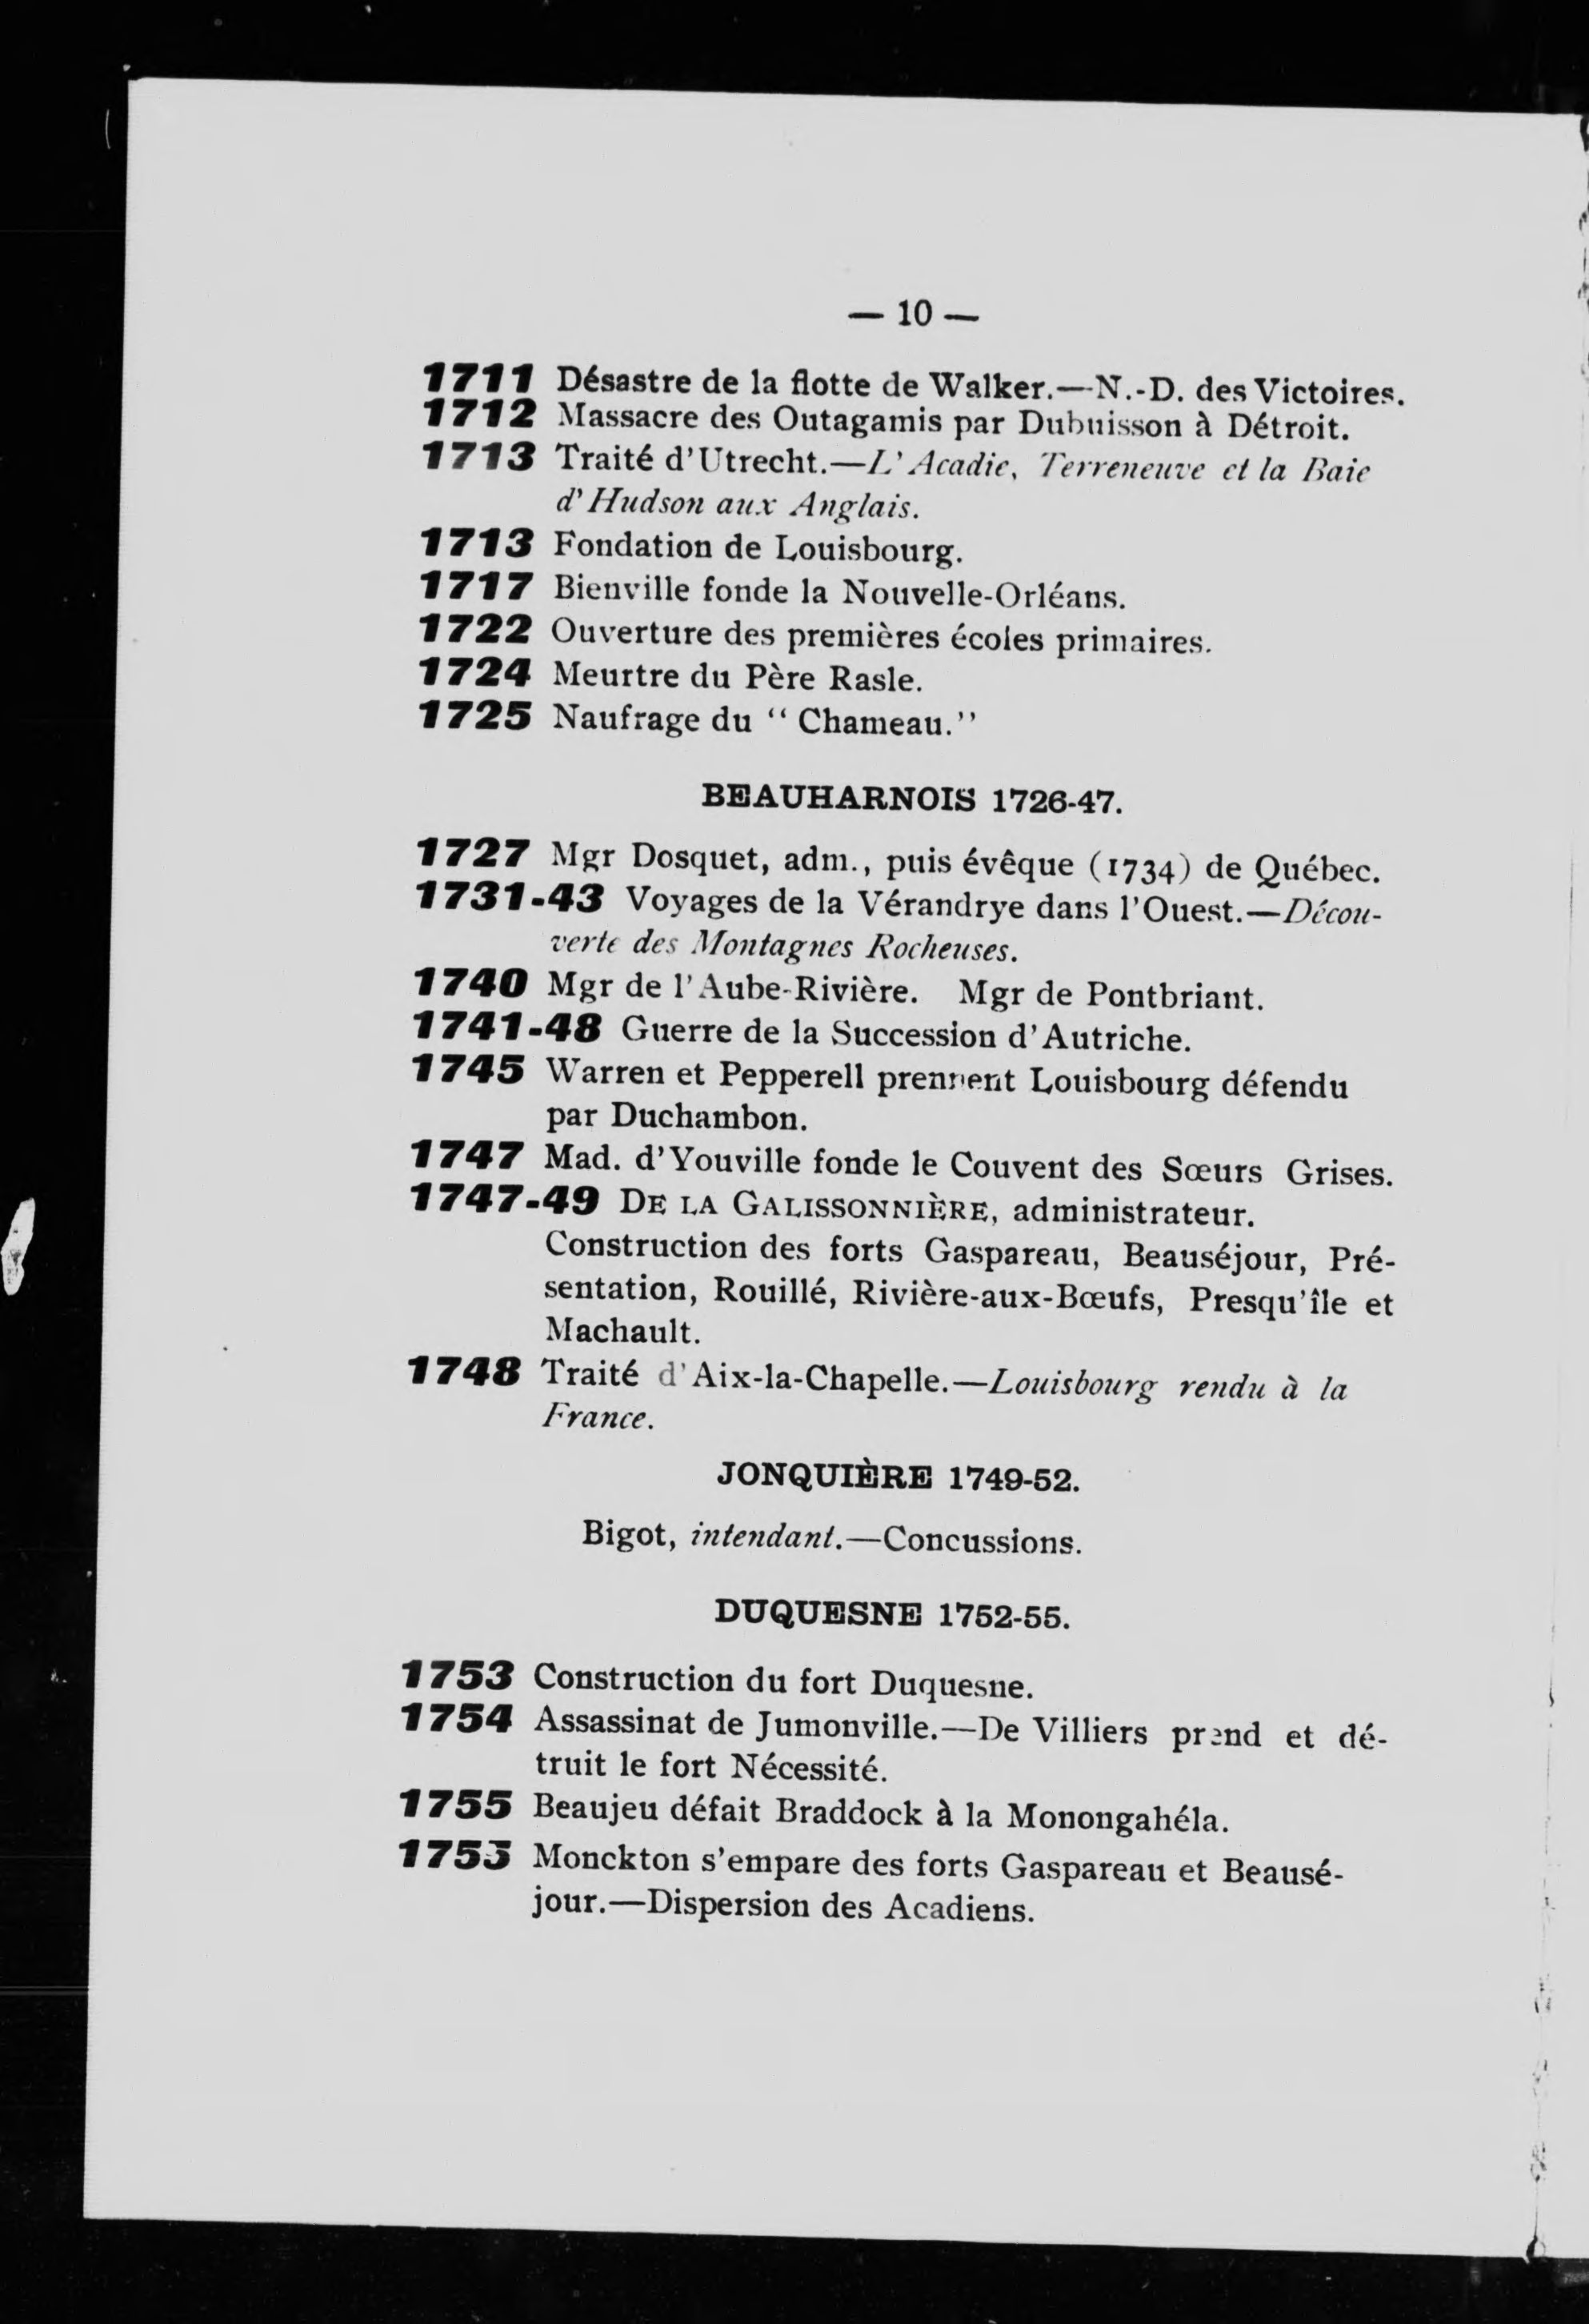 — 10 —
1711 Désastre de la flotte de Walker.—N.-D. des Victoires.
1712 Massacre des Outagamis par Dubuisson à Détroit.
1713 Traité d'Utrecht.—L'Acadie, Terreneuve et la Baie
d'Hudson aux Anglais.
1713 Fondation de Louisbourg.
1717 Bienville fonde la Nouvelle-Orléans.
1722 Ouverture des premières écoles primaires.
1724 Meurtre du Père Rasle.
1725 Naufrage du “ Chameau.”
BEAUHARNOIS 1726-47.
1727 Mgr Dosquet, adm., puis évêque (1734) de Québec.
1731-43 Voyages de la Vérandrye dans l'Ouest.—Décou-
verte des Montagnes Rocheuses.
1740 Mgr de l'Aube-Rivière. Mgr de Pontbriant.
1741-48 Guerre de la Succession d'Autriche.
1745 Warren et Pepperell prennent Louisbourg défendu
par Duchambon.
1747 Mad. d'Youville fonde le Couvent des Sœurs Grises.
1747-49 DE LA GALISSONNIÈRE, administrateur.
Construction des forts Gaspareau, Beauséjour, Pré-
sentation, Rouillé, Rivière-aux-Bœufs, Presqu'île et
Machault.
1748 Traité d'Aix-la-Chapelle.—Louisbourg rendu à la
France.
JONQUIÈRE 1749-52.
Bigot, intendant.—Concussions.
DUQUESNE 1752-55.
1753 Construction du fort Duquesne.
1754 Assassinat de Jumonville.—De Villiers prend et dé-
truit le fort Nécessité.
1755 Beaujeu défait Braddock à la Monongahéla.
1755 Monckton s'empare des forts Gaspareau et Beausé-
jour.—Dispersion des Acadiens.